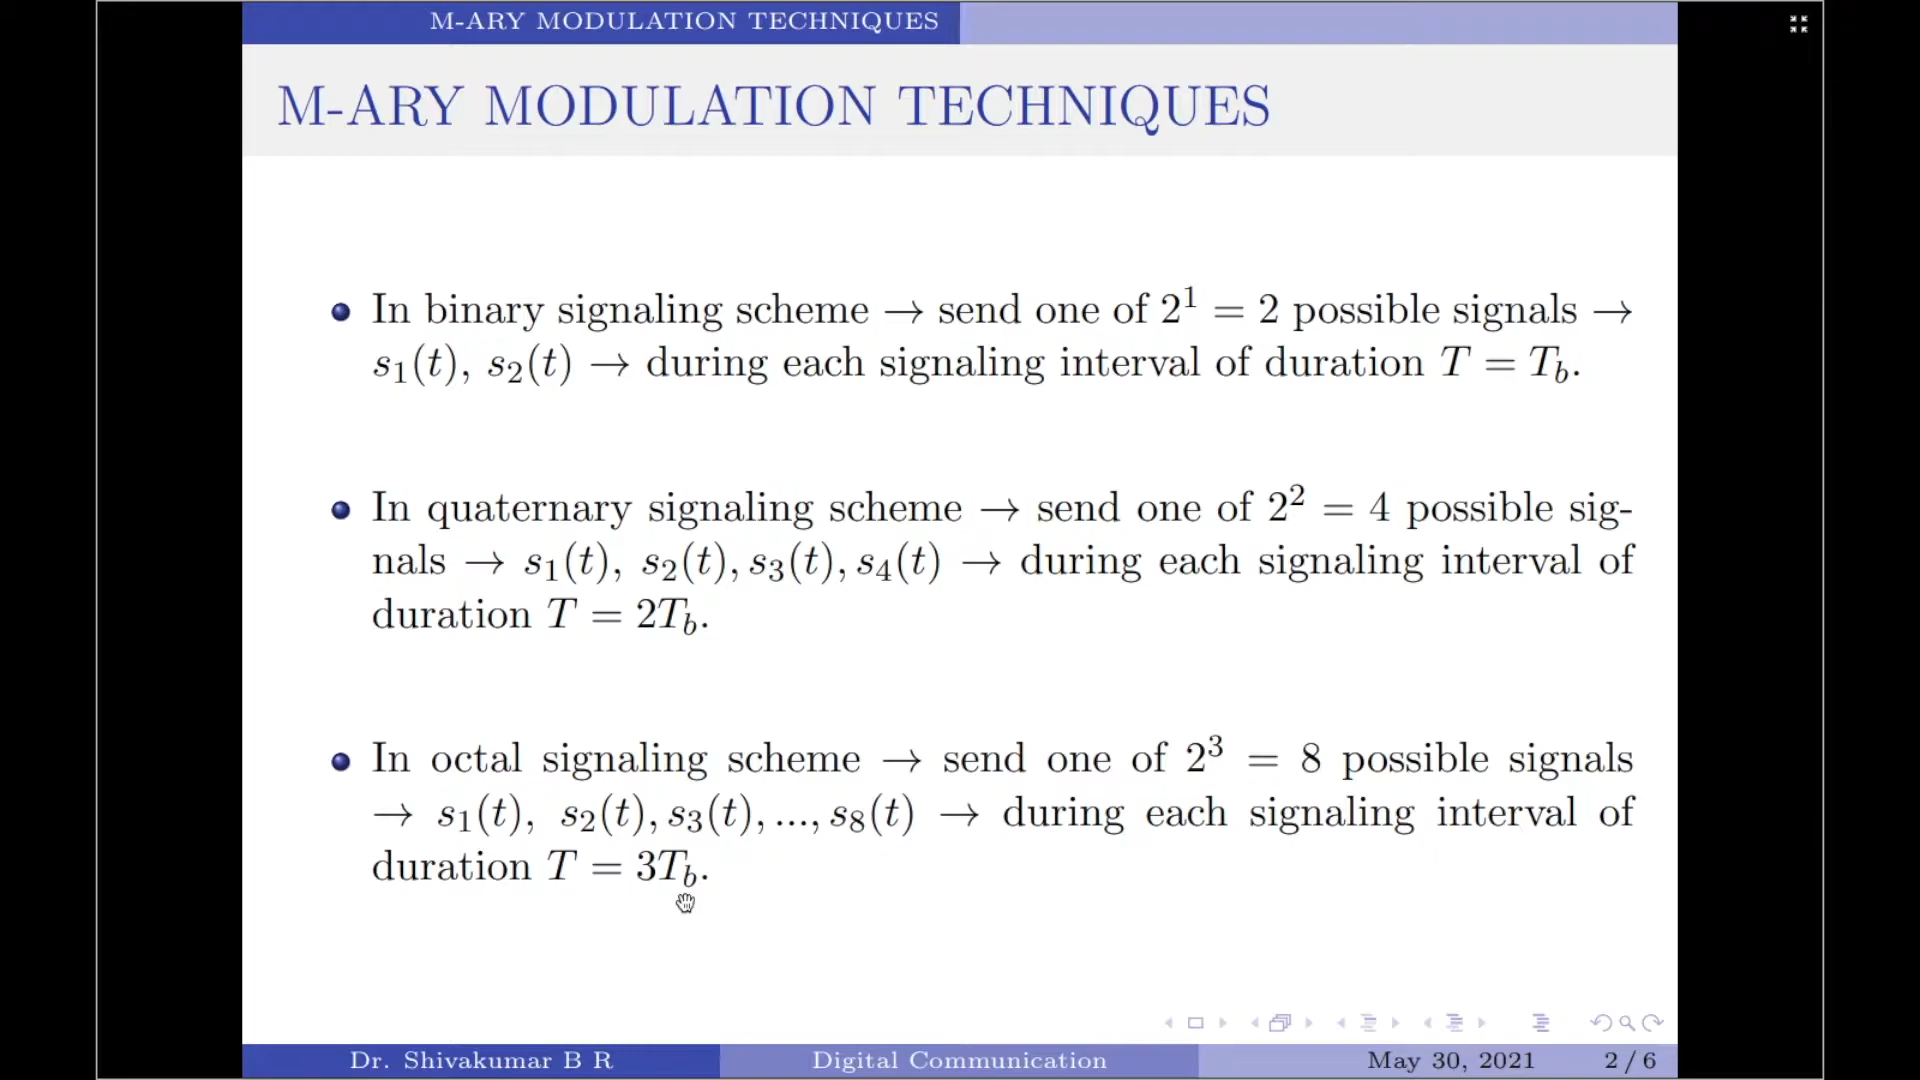 M-ARY MODULATION TECHNIQUES
M-ARY MODULATION TECHNIQUES
In binary signaling scheme → send one of 2¹ = 2 possible signals →
s₁(t), s₂(t) → during each signaling interval of duration T = T_b.
In quaternary signaling scheme → send one of 2² = 4 possible sig-
nals → s₁(t), s₂(t), s₃(t), s₄(t) → during each signaling interval of
duration T = 2T_b.
In octal signaling scheme → send one of 2³ = 8 possible signals
→ s₁(t), s₂(t), s₃(t), ..., s₈(t) → during each signaling interval of
duration T = 3T_b.
Dr. Shivakumar B R Digital Communication May 30, 2021 2 / 6